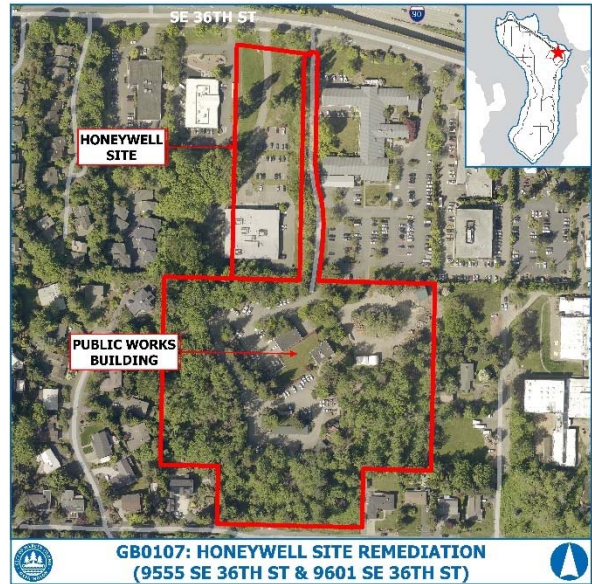 SE 36TH ST
90
HONEYWELL
SITE
PUBLIC WORKS
BUILDING
GB0107: HONEYWELL SITE REMEDIATION
(9555 SE 36TH ST & 9601 SE 36TH ST)